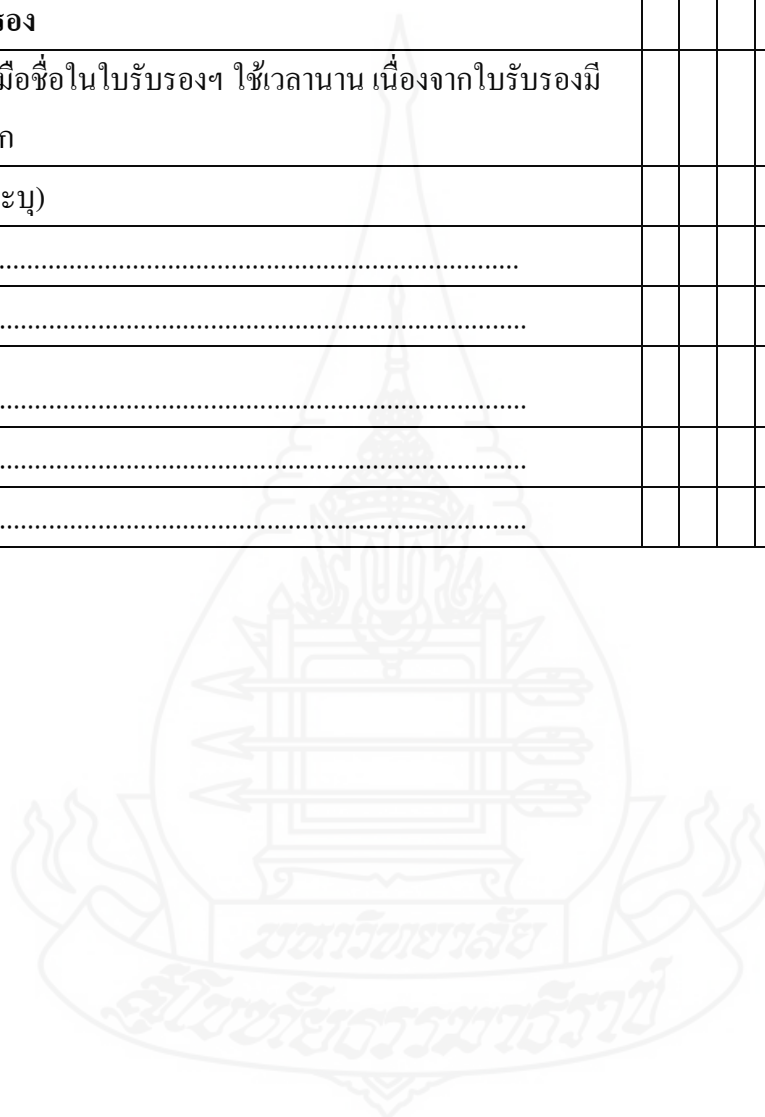 รอง
มือชื่อในใบรับรองฯ ใช้เวลานาน เนื่องจากใบรับรองมี
ก
ะบุ)
..........................................................................
...........................................................................
...........................................................................
...........................................................................
...........................................................................
มหาวิทยาลัย
สุโขทัยธรรมาธิราช